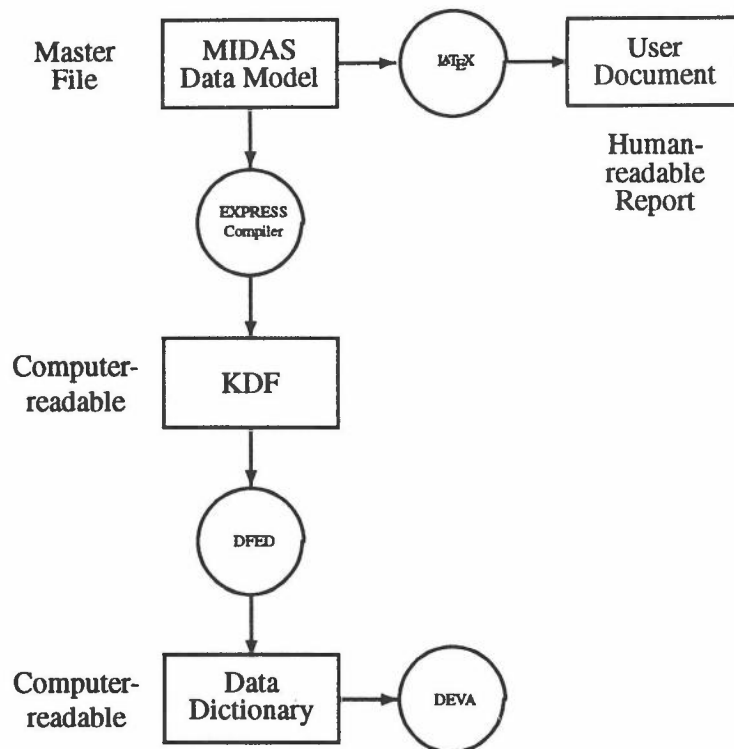 Master
File
MIDAS
Data Model
LATEX
User
Document
Human-
readable
Report
EXPRESS
Compiler
Computer-
readable
KDF
DFED
Computer-
readable
Data
Dictionary
DEVA